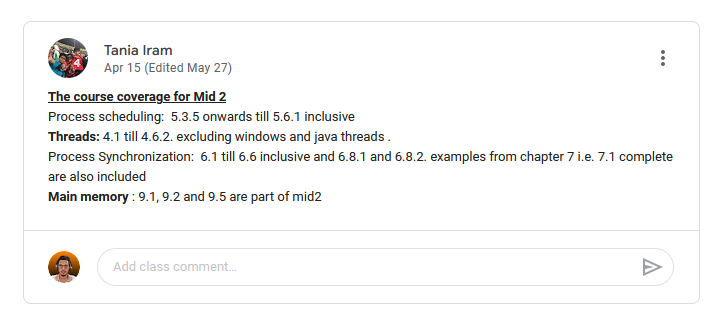 Tania Iram
Apr 15 (Edited May 27)
The course coverage for Mid 2
Process scheduling:  5.3.5 onwards till 5.6.1 inclusive
Threads: 4.1 till 4.6.2. excluding windows and java threads .
Process Synchronization:  6.1 till 6.6 inclusive and 6.8.1 and 6.8.2. examples from chapter 7 i.e. 7.1 complete
are also included
Main memory : 9.1, 9.2 and 9.5 are part of mid2
Add class comment...